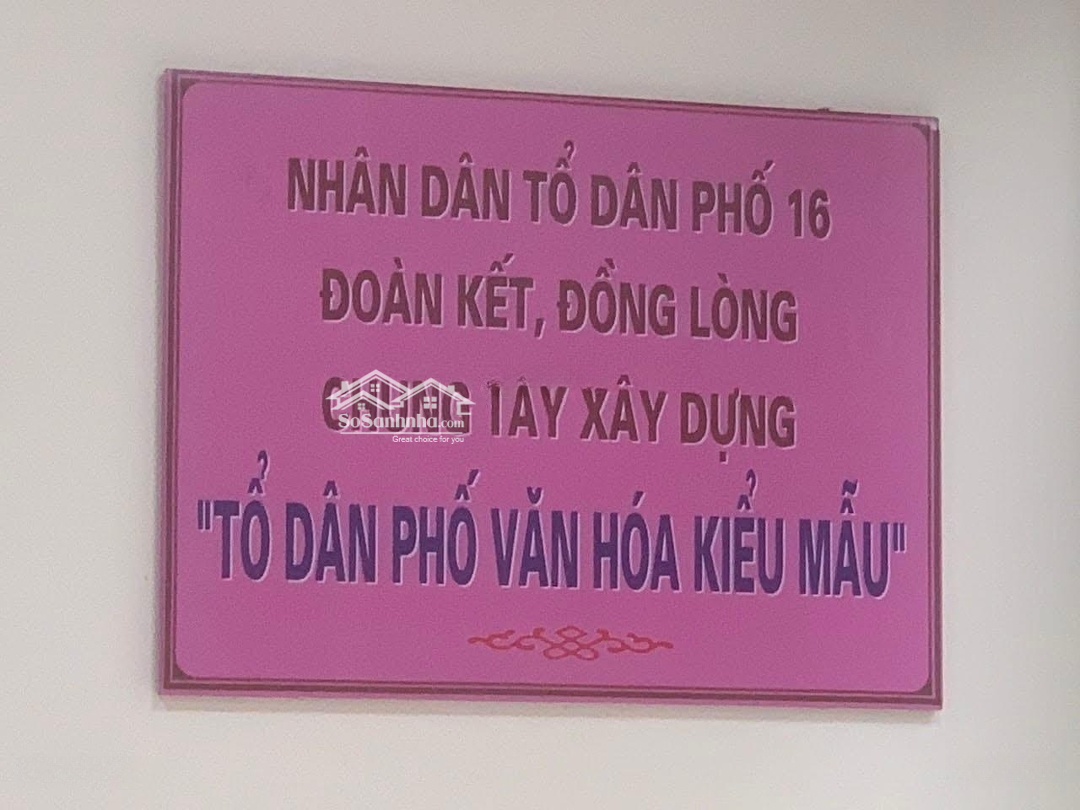 NHÂN DÂN TỔ DÂN PHỐ 16
ĐOÀN KẾT, ĐỒNG LÒNG
TAY XÂY DỰNG
"TỔ DÂN PHỐ VĂN HÓA KIỂU MẪU"
SoSanhnha.com
Great choice for you